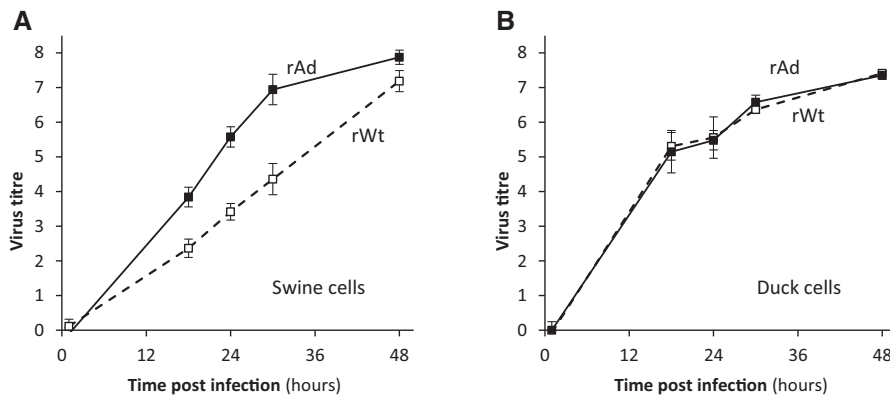 A
8
7
6
5
4
3
2
1
0
Virus titre
rAd
rWt
Swine cells
0 12 24 36 48
Time post infection (hours)
B
8
7
6
5
4
3
2
1
0
Virus titre
rAd
rWt
Duck cells
0 12 24 36 48
Time post infection (hours)